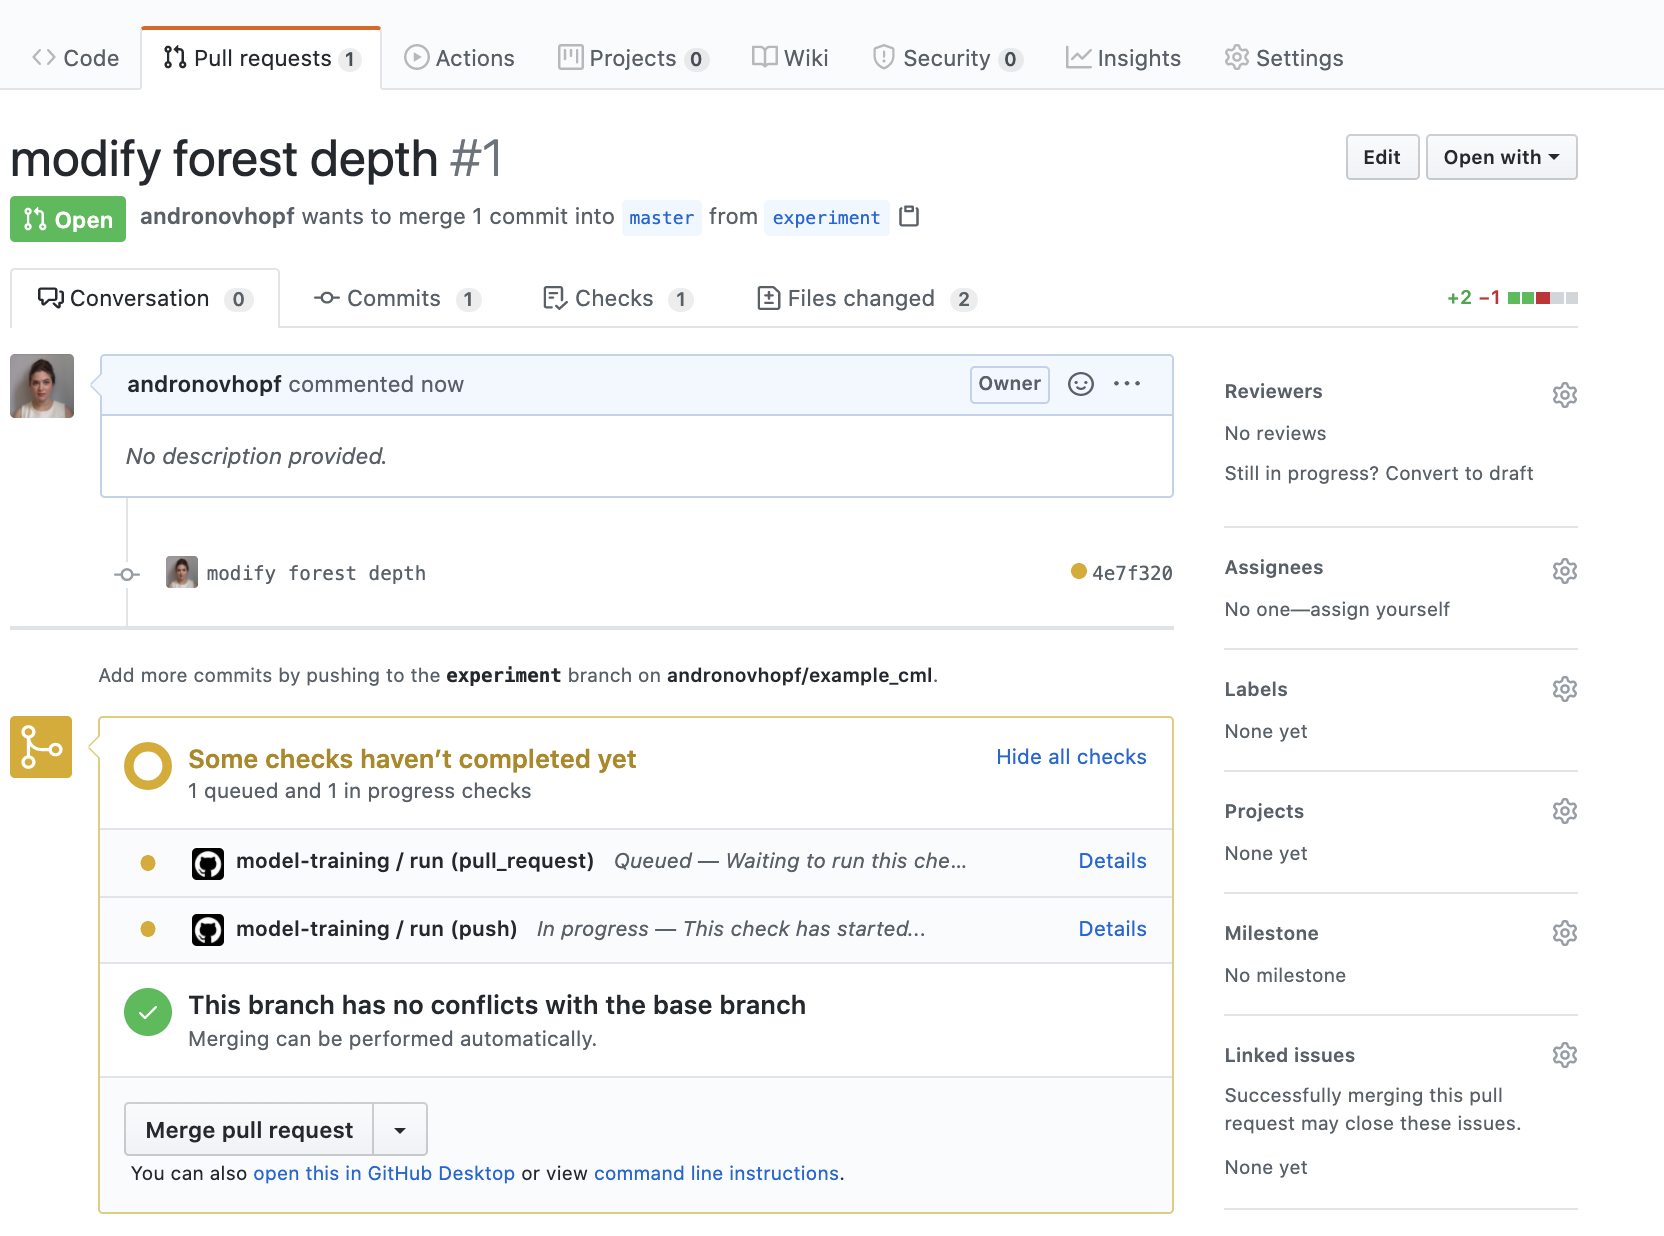 Code Pull requests 1 Actions Projects 0 Wiki Security 0 Insights Settings
modify forest depth #1
Edit Open with
Open andronovhopf wants to merge 1 commit into master from experiment
Conversation 0 Commits 1 Checks 1 Files changed 2 +2 −1
andronovhopf commented now Owner
No description provided.
modify forest depth 4e7f320
Add more commits by pushing to the experiment branch on andronovhopf/example_cml.
Some checks haven’t completed yet Hide all checks
1 queued and 1 in progress checks
model-training / run (pull_request) Queued — Waiting to run this che... Details
model-training / run (push) In progress — This check has started... Details
This branch has no conflicts with the base branch
Merging can be performed automatically.
Merge pull request
You can also open this in GitHub Desktop or view command line instructions.
Reviewers
No reviews
Still in progress? Convert to draft
Assignees
No one—assign yourself
Labels
None yet
Projects
None yet
Milestone
No milestone
Linked issues
Successfully merging this pull
request may close these issues.
None yet